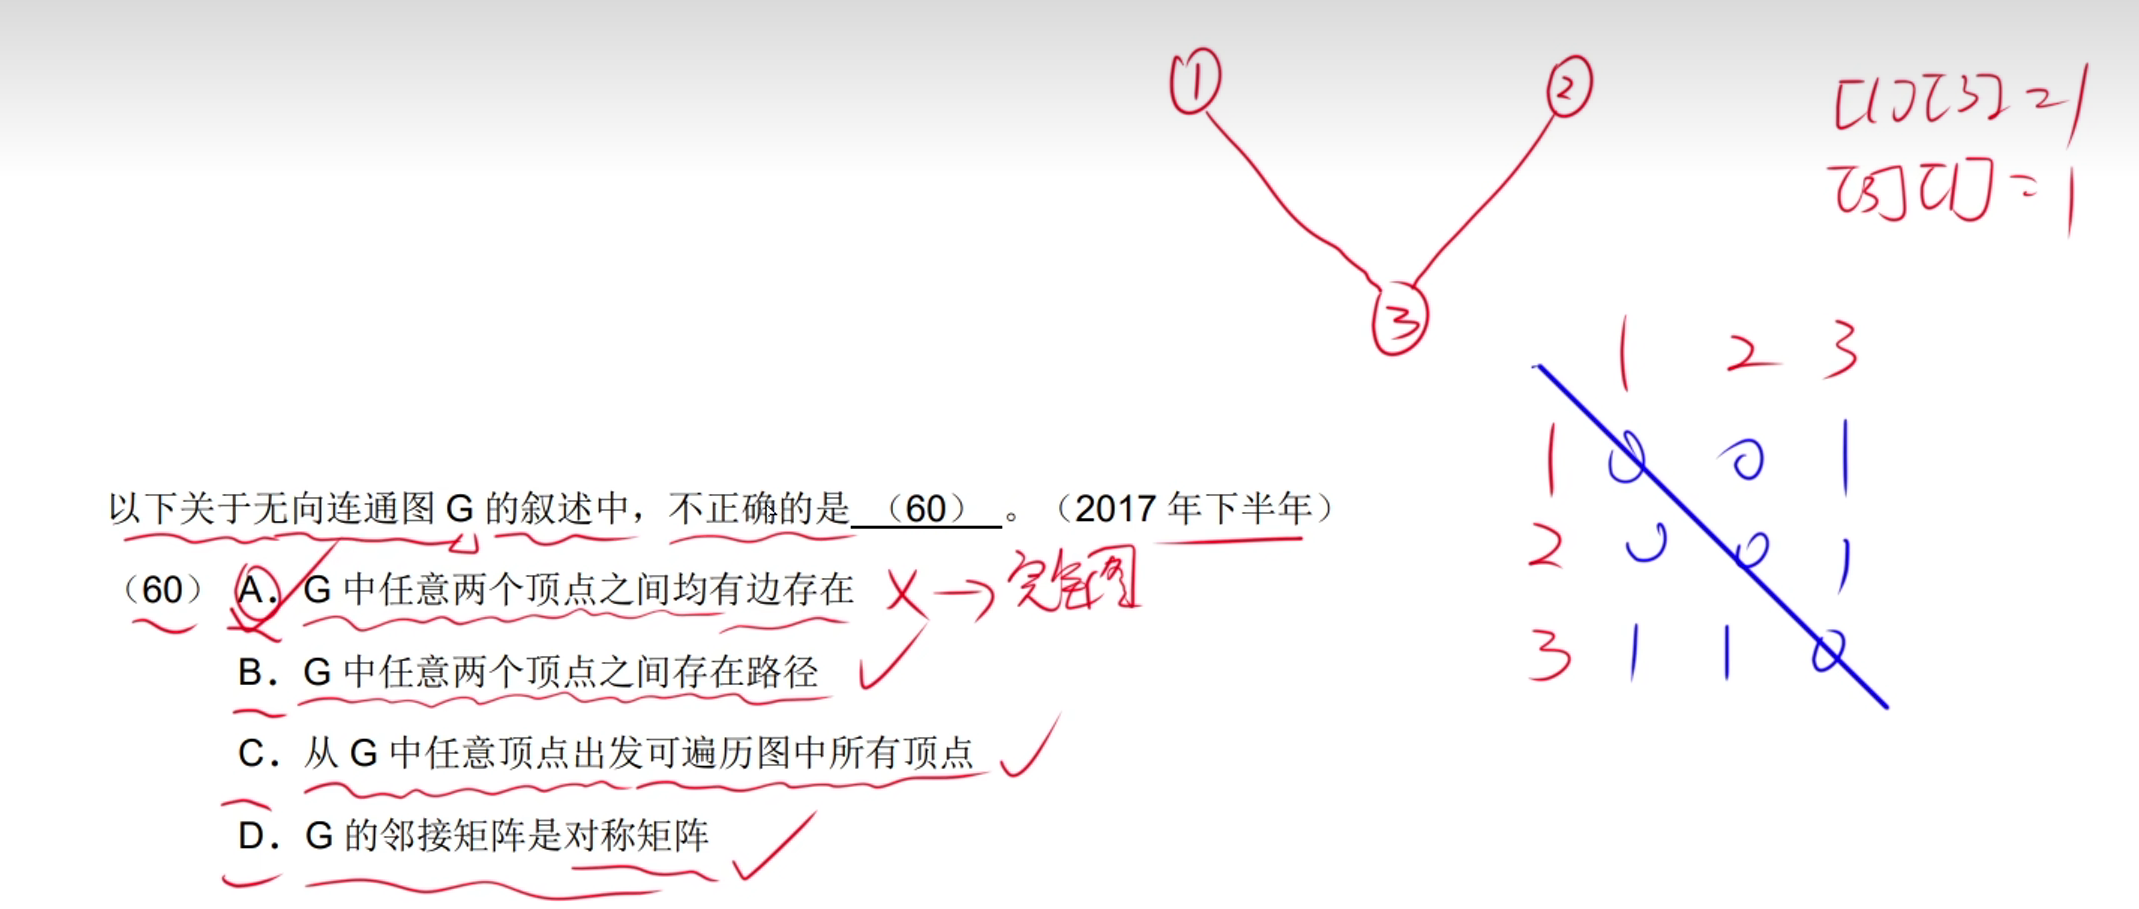 ① ②
[1][3]=1
[3][1]=1
③
1 2 3
1 0 0 1
2 0 0 1
3 1 1 0
以下关于无向连通图 G 的叙述中，不正确的是 （60） 。（2017 年下半年）
（60） A. G 中任意两个顶点之间均有边存在 × → 完全图
B. G 中任意两个顶点之间存在路径 ✓
C. 从 G 中任意顶点出发可遍历图中所有顶点 ✓
D. G 的邻接矩阵是对称矩阵 ✓